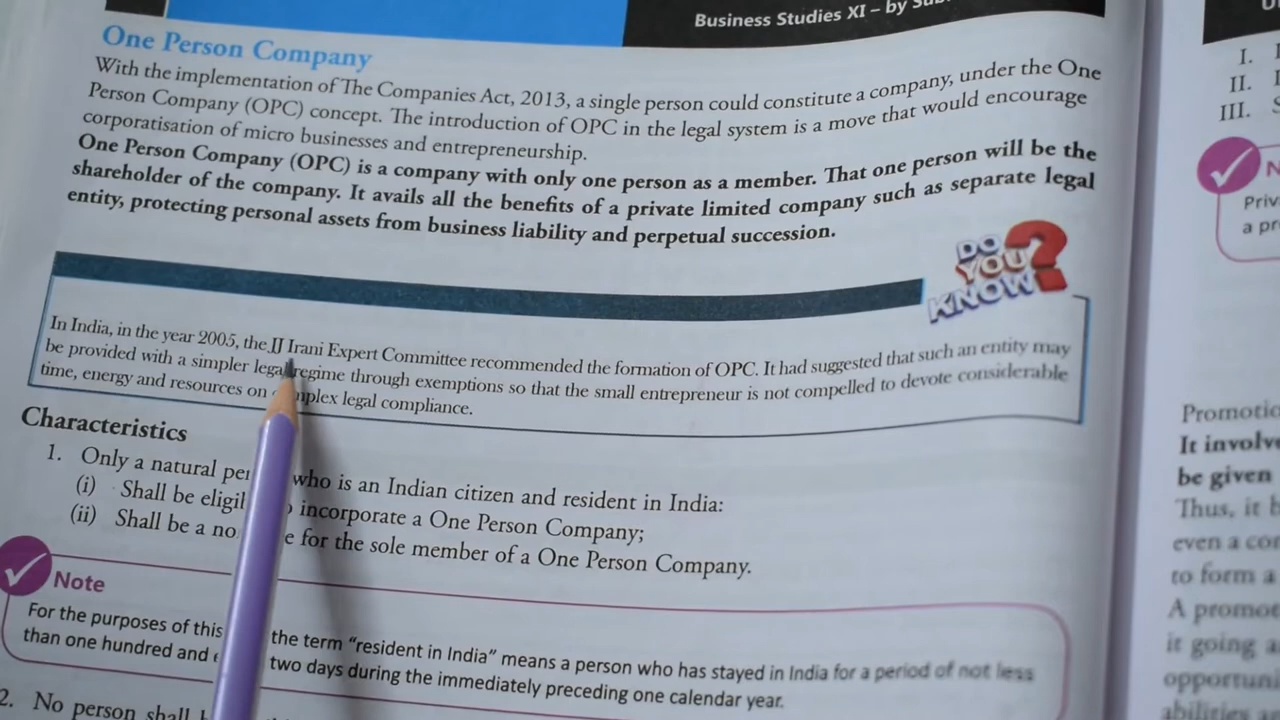 Business Studies XI – by
One Person Company
With the implementation of The Companies Act, 2013, a single person could constitute a company, under the One
Person Company (OPC) concept. The introduction of OPC in the legal system is a move that would encourage
corporatisation of micro businesses and entrepreneurship.
One Person Company (OPC) is a company with only one person as a member. That one person will be the
shareholder of the company. It avails all the benefits of a private limited company such as separate legal
entity, protecting personal assets from business liability and perpetual succession.
DO
YOU
KNOW
?
In India, in the year 2005, the JJ Irani Expert Committee recommended the formation of OPC. It had suggested that such an entity may
be provided with a simpler legal regime through exemptions so that the small entrepreneur is not compelled to devote considerable
time, energy and resources on complex legal compliance.
Characteristics
1. Only a natural who is an Indian citizen and resident in India:
(i) Shall be incorporate a One Person Company;
(ii) Shall be a for the sole member of a One Person Company.
Note
For the purposes of this the term “resident in India” means a person who has stayed in India for a period of not less
than one hundred and two days during the immediately preceding one calendar year.
2. No person shall
I.
II.
III.
Priv
a pr
Promotio
It involve
be given
Thus, it b
even a cor
to form a
A promot
it going a
opportuni
abilities